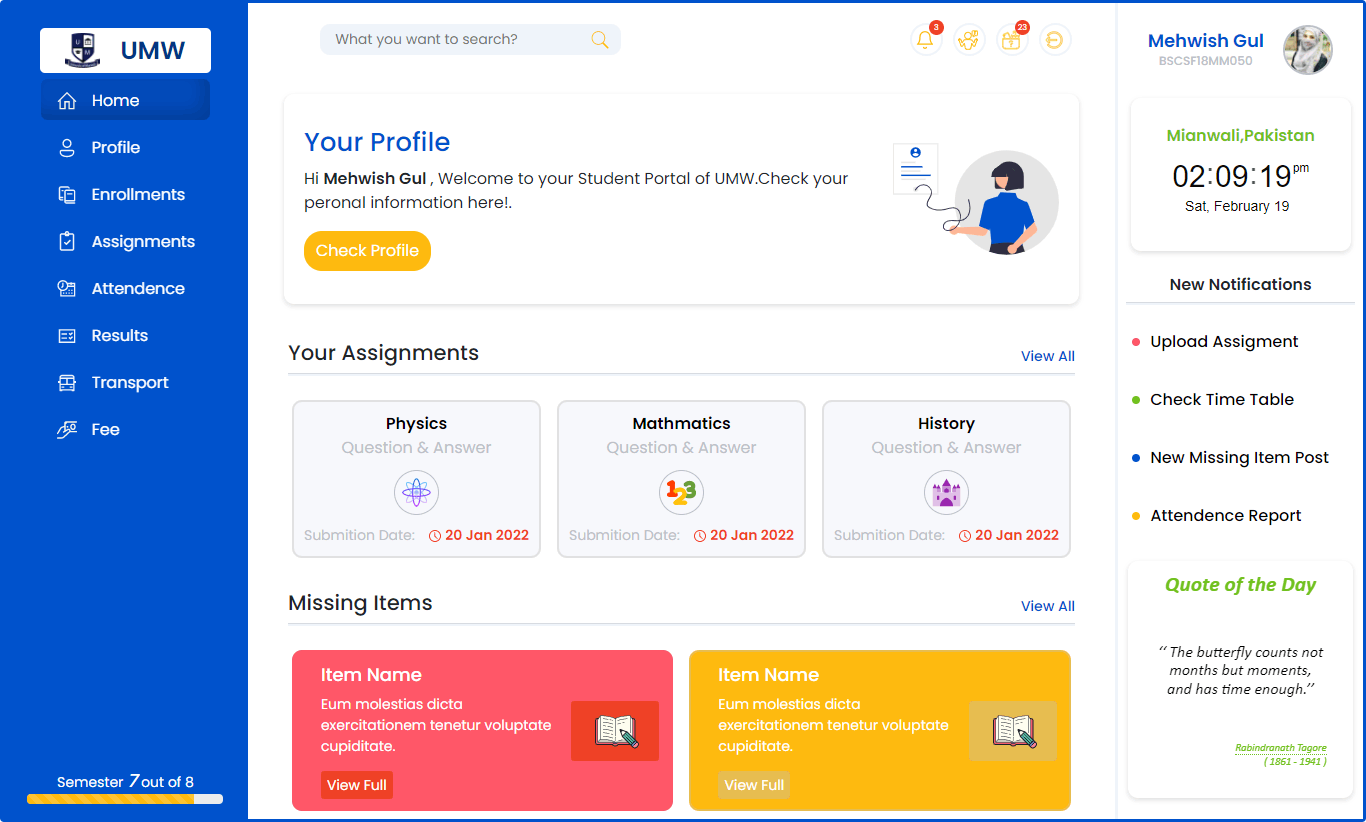 UMW
Home
Profile
Enrollments
Assignments
Attendence
Results
Transport
Fee
Semester 7 out of 8
What you want to search?
3
23
Your Profile
Hi Mehwish Gul , Welcome to your Student Portal of UMW.Check your
peronal information here!.
Check Profile
Your Assignments
View All
Physics
Question & Answer
Submition Date: 20 Jan 2022
Mathmatics
Question & Answer
123
Submition Date: 20 Jan 2022
History
Question & Answer
Submition Date: 20 Jan 2022
Missing Items
View All
Item Name
Eum molestias dicta
exercitationem tenetur voluptate
cupiditate.
View Full
Item Name
Eum molestias dicta
exercitationem tenetur voluptate
cupiditate.
View Full
Mehwish Gul
BSCSF18MM050
Mianwali,Pakistan
02:09:19 pm
Sat, February 19
New Notifications
Upload Assigment
Check Time Table
New Missing Item Post
Attendence Report
Quote of the Day
‘‘ The butterfly counts not
months but moments,
and has time enough.’’
Rabindranath Tagore
( 1861 - 1941 )